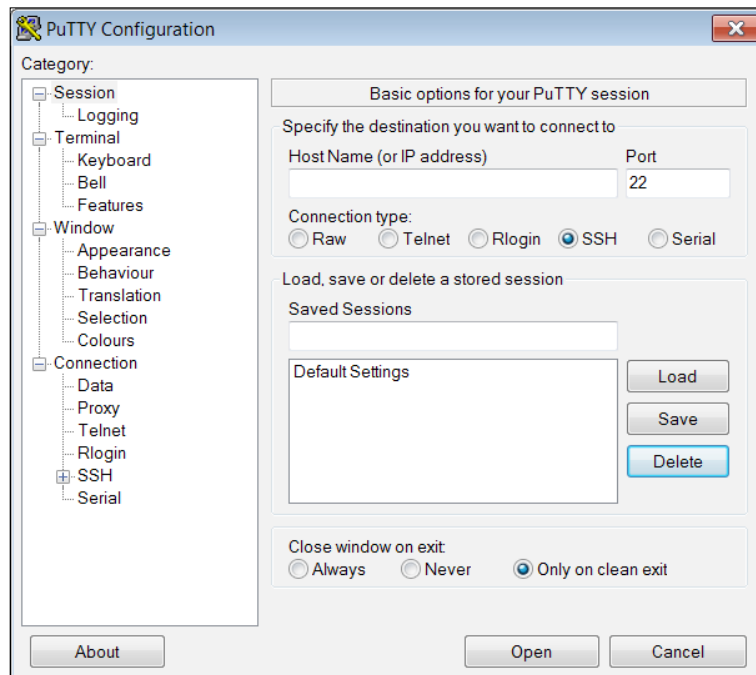 PuTTY Configuration
Category:
Session
Logging
Terminal
Keyboard
Bell
Features
Window
Appearance
Behaviour
Translation
Selection
Colours
Connection
Data
Proxy
Telnet
Rlogin
SSH
Serial
Basic options for your PuTTY session
Specify the destination you want to connect to
Host Name (or IP address) Port
22
Connection type:
Raw Telnet Rlogin SSH Serial
Load, save or delete a stored session
Saved Sessions
Default Settings
Load
Save
Delete
Close window on exit:
Always Never Only on clean exit
About Open Cancel